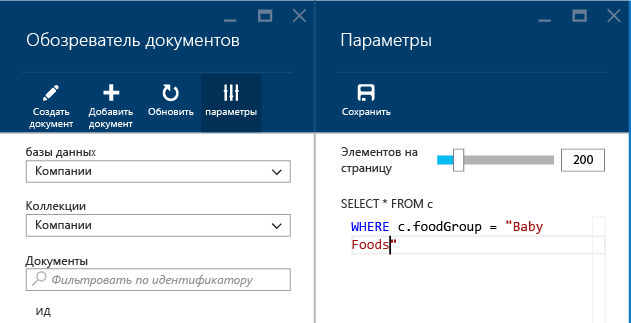 Обозреватель документов
Создать
документ
Добавить
документ
Обновить
параметры
базы данных
Компании
Коллекции
Компании
Документы
Фильтровать по идентификатору
ИД
Параметры
Сохранить
Элементов на
страницу
200
SELECT * FROM c
WHERE c.foodGroup = "Baby
Foods"